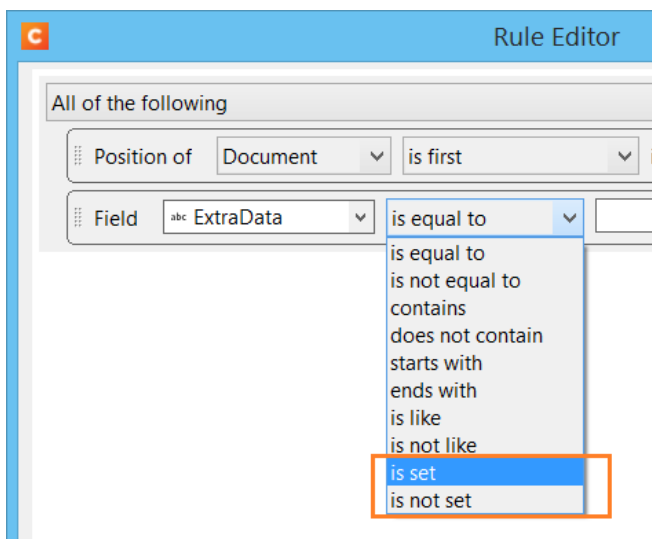 C Rule Editor
All of the following
Position of Document is first
Field abc ExtraData is equal to
is equal to
is not equal to
contains
does not contain
starts with
ends with
is like
is not like
is set
is not set